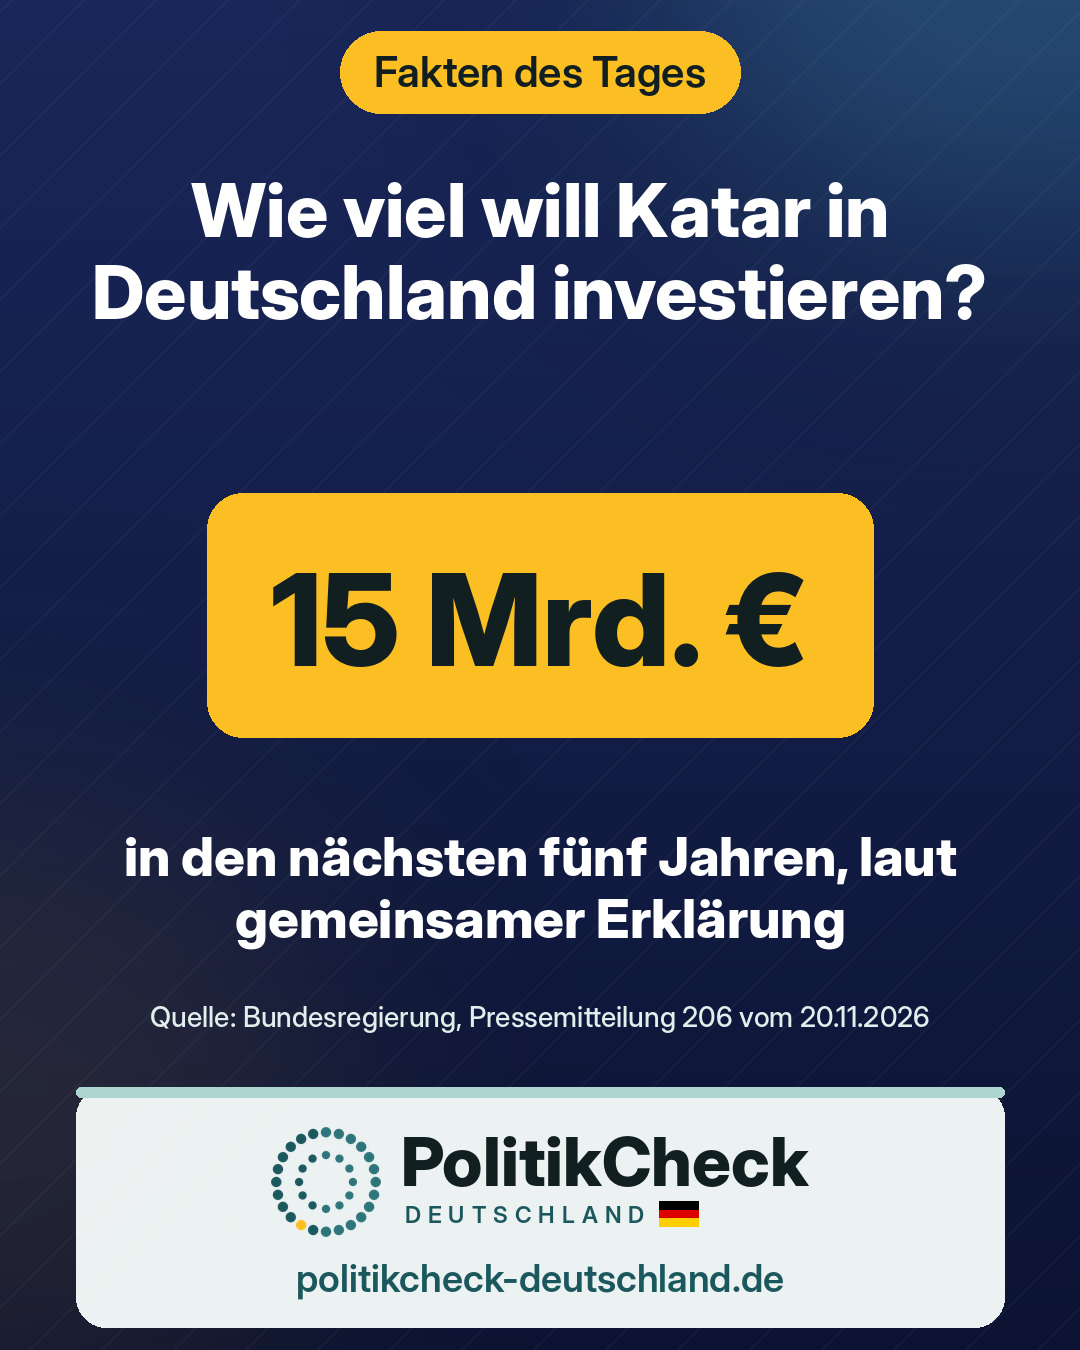 Fakten des Tages
Wie viel will Katar in
Deutschland investieren?
15 Mrd. €
in den nächsten fünf Jahren, laut
gemeinsamer Erklärung
Quelle: Bundesregierung, Pressemitteilung 206 vom 20.11.2026
PolitikCheck
DEUTSCHLAND
politikcheck-deutschland.de